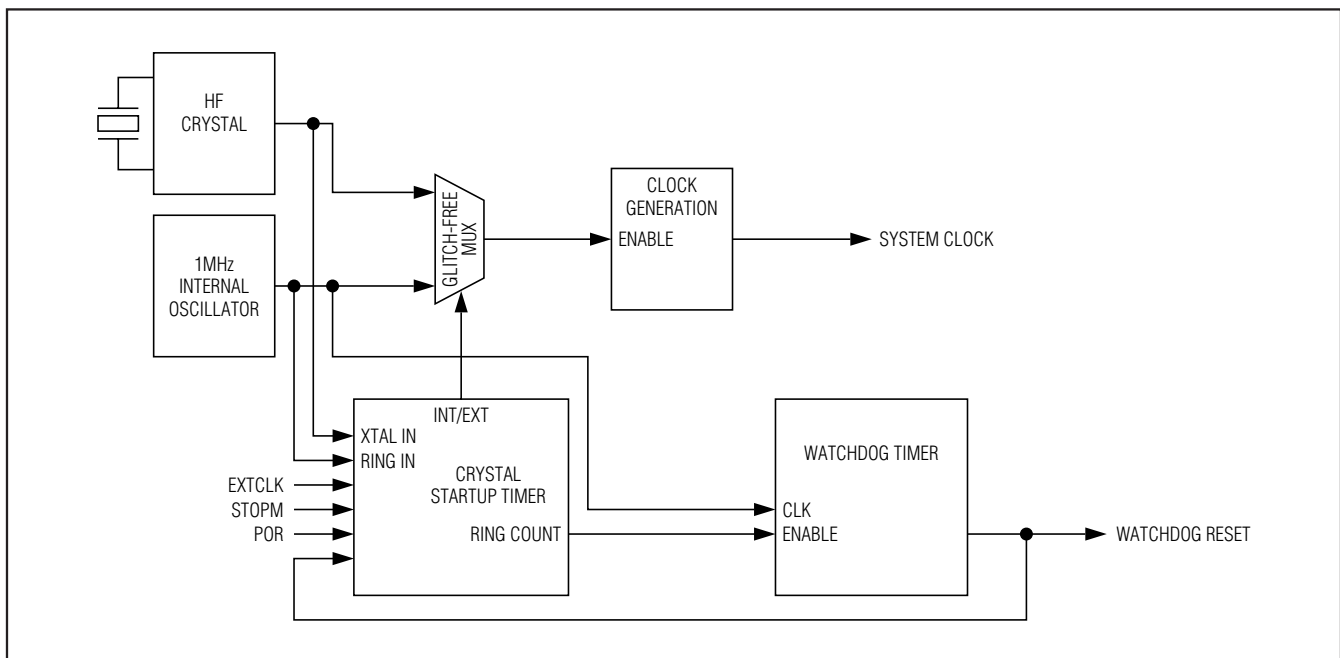 HF
CRYSTAL
1MHz
INTERNAL
OSCILLATOR
GLITCH-FREE
MUX
CLOCK
GENERATION
ENABLE
SYSTEM CLOCK
INT/EXT
XTAL IN
RING IN
CRYSTAL
STARTUP TIMER
RING COUNT
EXTCLK
STOPM
POR
WATCHDOG TIMER
CLK
ENABLE
WATCHDOG RESET